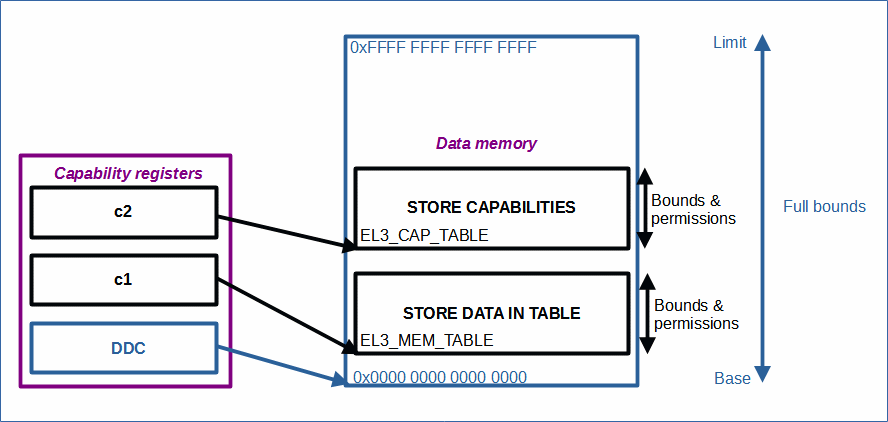 0xFFFF FFFF FFFF FFFF
Limit
Data memory
Capability registers
c2
STORE CAPABILITIES
EL3_CAP_TABLE
Bounds &
permissions
Full bounds
c1
STORE DATA IN TABLE
EL3_MEM_TABLE
Bounds &
permissions
DDC
0x0000 0000 0000 0000
Base